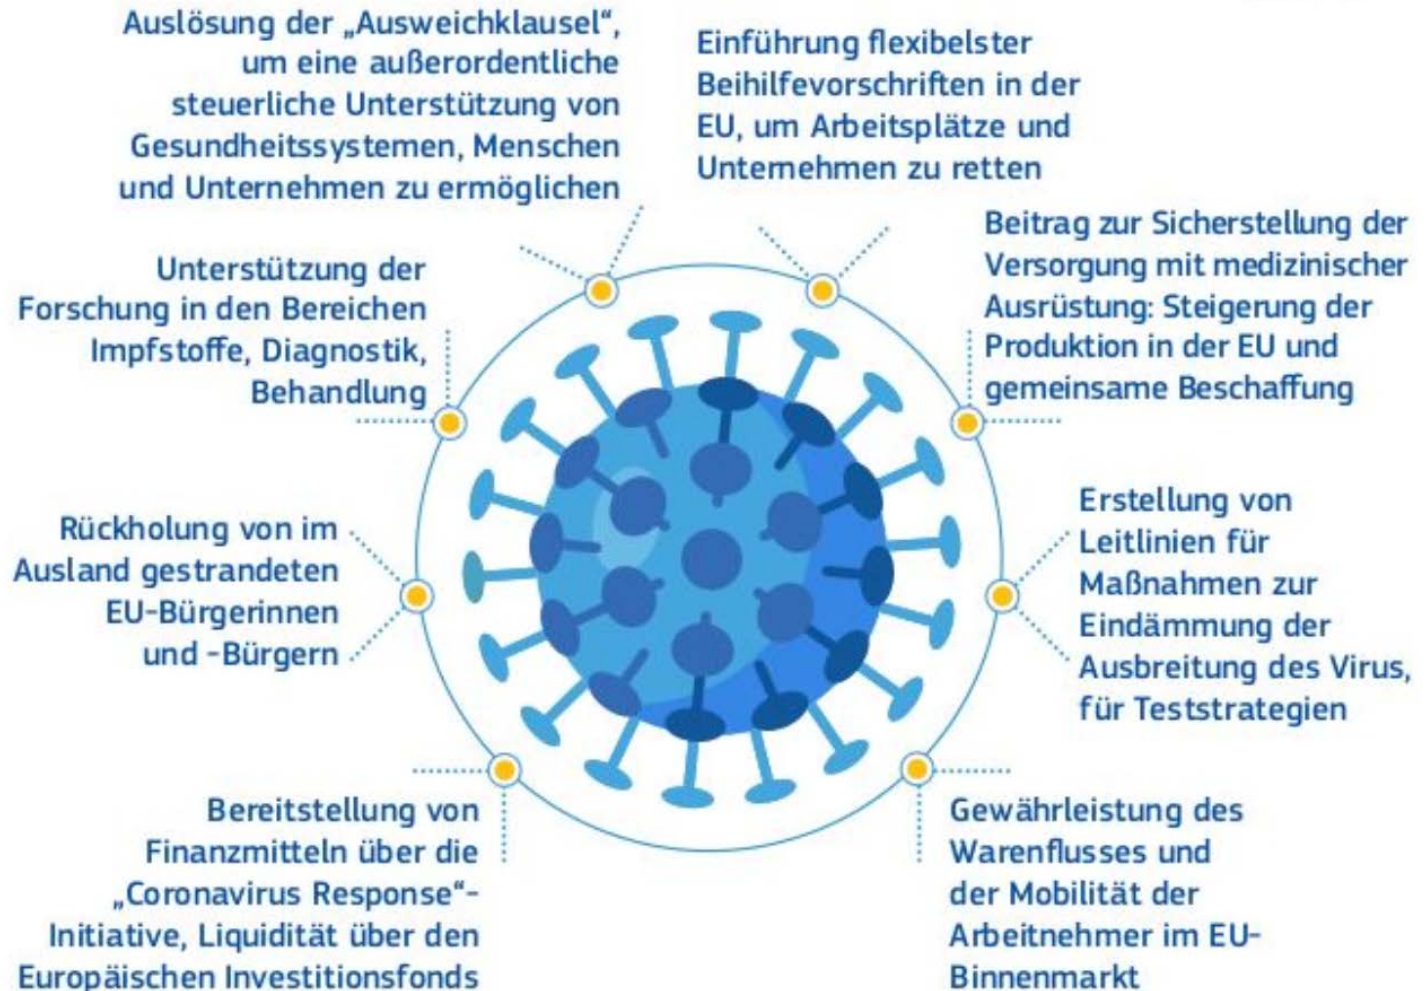 Auslösung der „Ausweichklausel“,
um eine außerordentliche
steuerliche Unterstützung von
Gesundheitssystemen, Menschen
und Unternehmen zu ermöglichen
Einführung flexibelster
Beihilfevorschriften in der
EU, um Arbeitsplätze und
Unternehmen zu retten
Unterstützung der
Forschung in den Bereichen
Impfstoffe, Diagnostik,
Behandlung
Beitrag zur Sicherstellung der
Versorgung mit medizinischer
Ausrüstung: Steigerung der
Produktion in der EU und
gemeinsame Beschaffung
Rückholung von im
Ausland gestrandeten
EU-Bürgerinnen
und -Bürgern
Erstellung von
Leitlinien für
Maßnahmen zur
Eindämmung der
Ausbreitung des Virus,
für Teststrategien
Bereitstellung von
Finanzmitteln über die
„Coronavirus Response“-
Initiative, Liquidität über den
Europäischen Investitionsfonds
Gewährleistung des
Warenflusses und
der Mobilität der
Arbeitnehmer im EU-
Binnenmarkt